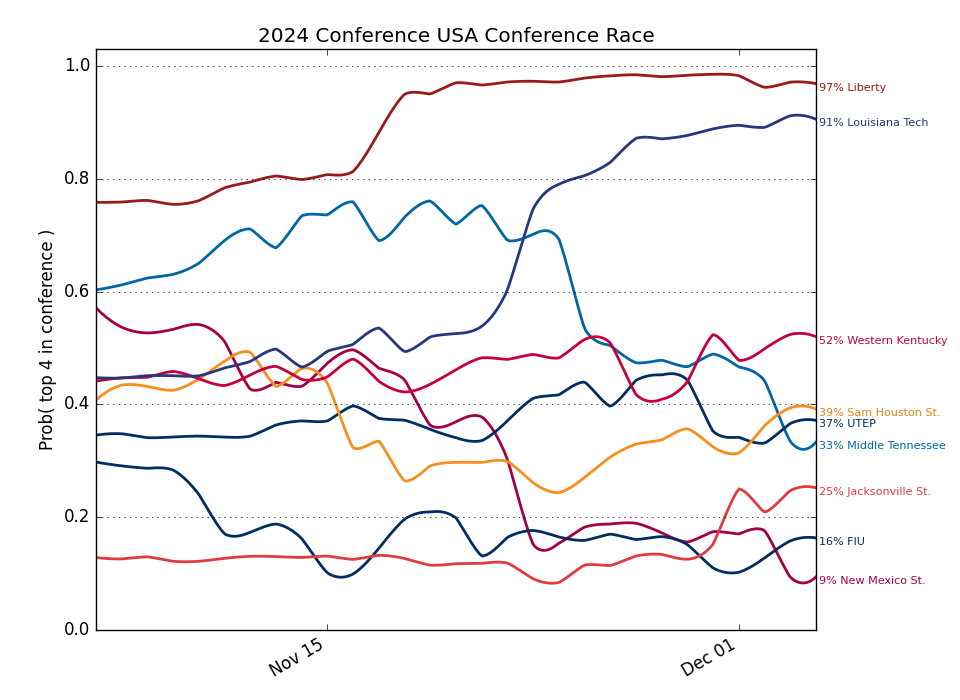 2024 Conference USA Conference Race
Prob( top 4 in conference )
1.0
0.8
0.6
0.4
0.2
0.0
Nov 15
Dec 01
97% Liberty
91% Louisiana Tech
52% Western Kentucky
39% Sam Houston St.
37% UTEP
33% Middle Tennessee
25% Jacksonville St.
16% FIU
9% New Mexico St.